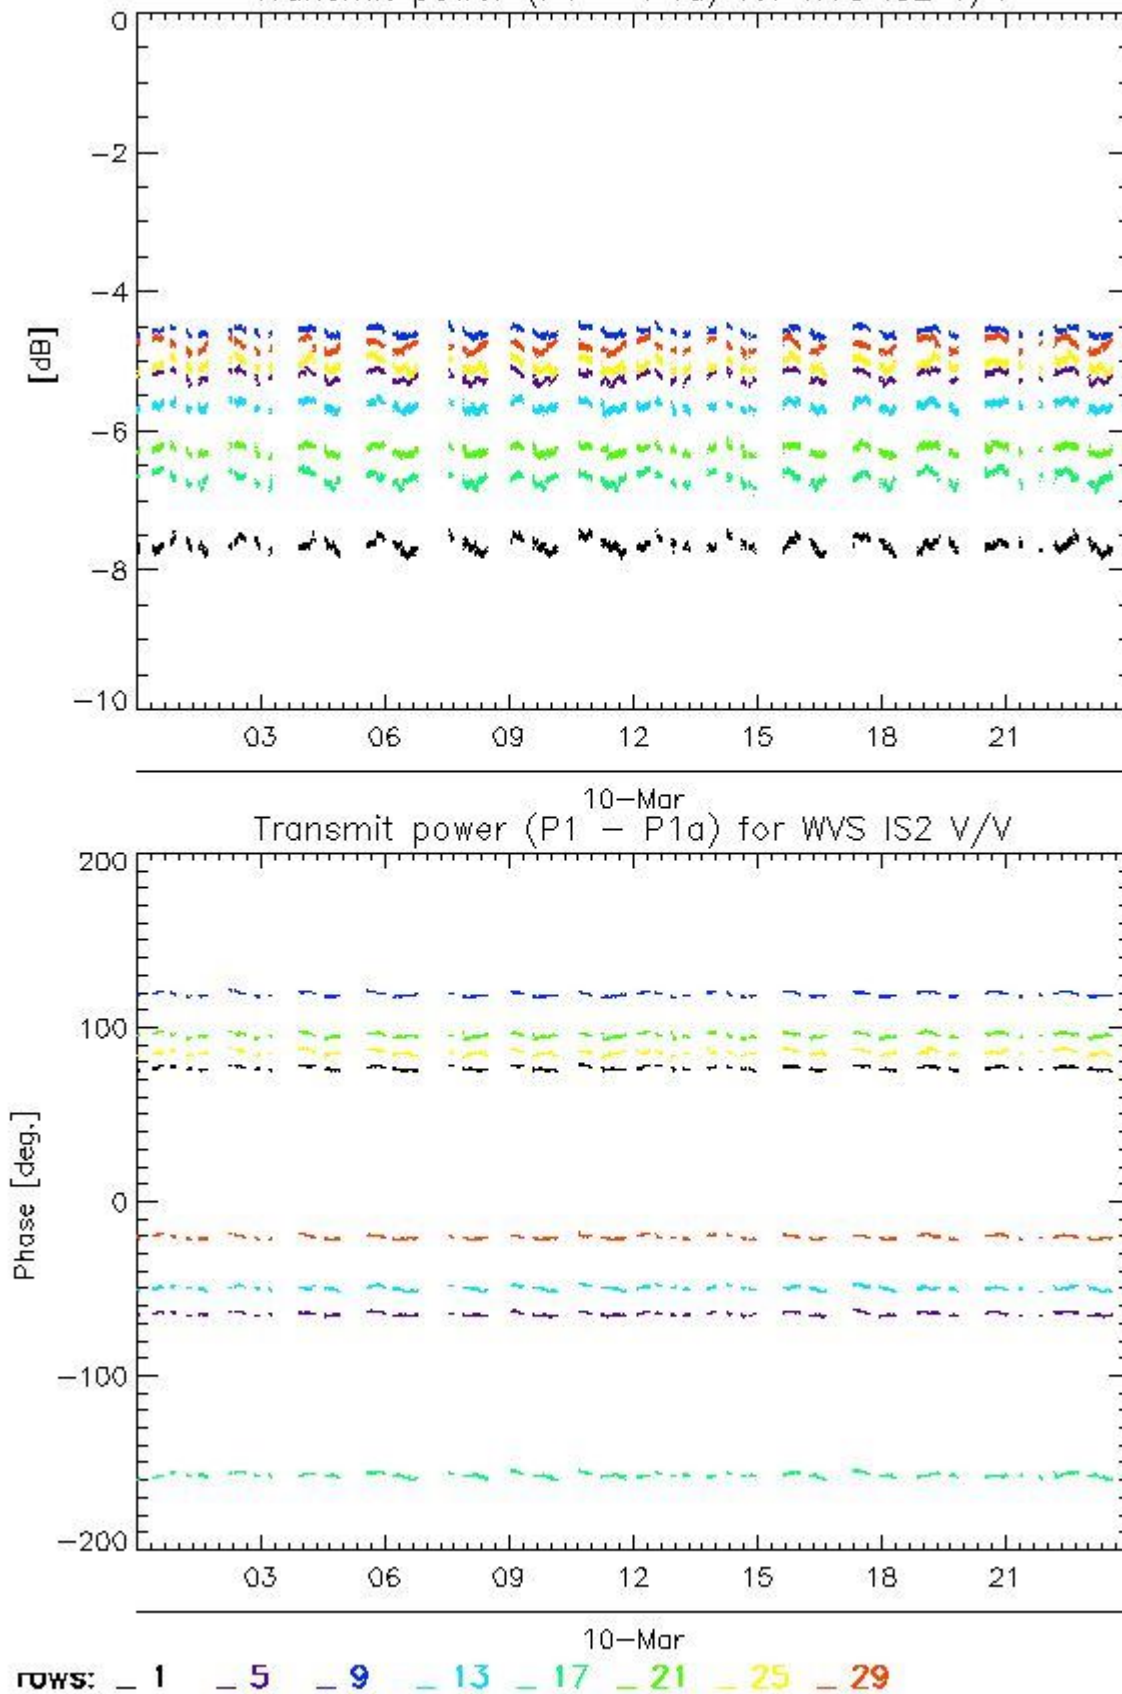 0
−2
−4
[dB]
−6
−8
−10
03 06 09 12 15 18 21
10−Mar
Transmit power (P1 − P1a) for WVS IS2 V/V
200
100
0
Phase [deg.]
−100
−200
03 06 09 12 15 18 21
10−Mar
rows: _ 1 _ 5 _ 9 _ 13 _ 17 _ 21 _ 25 _ 29